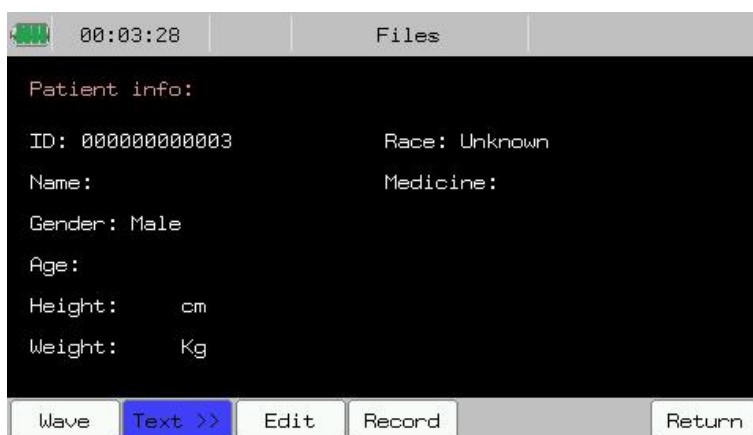 00:03:28 Files
Patient info:
ID: 000000000003 Race: Unknown
Name: Medicine:
Gender: Male
Age:
Height: cm
Weight: Kg
Wave Text >> Edit Record Return